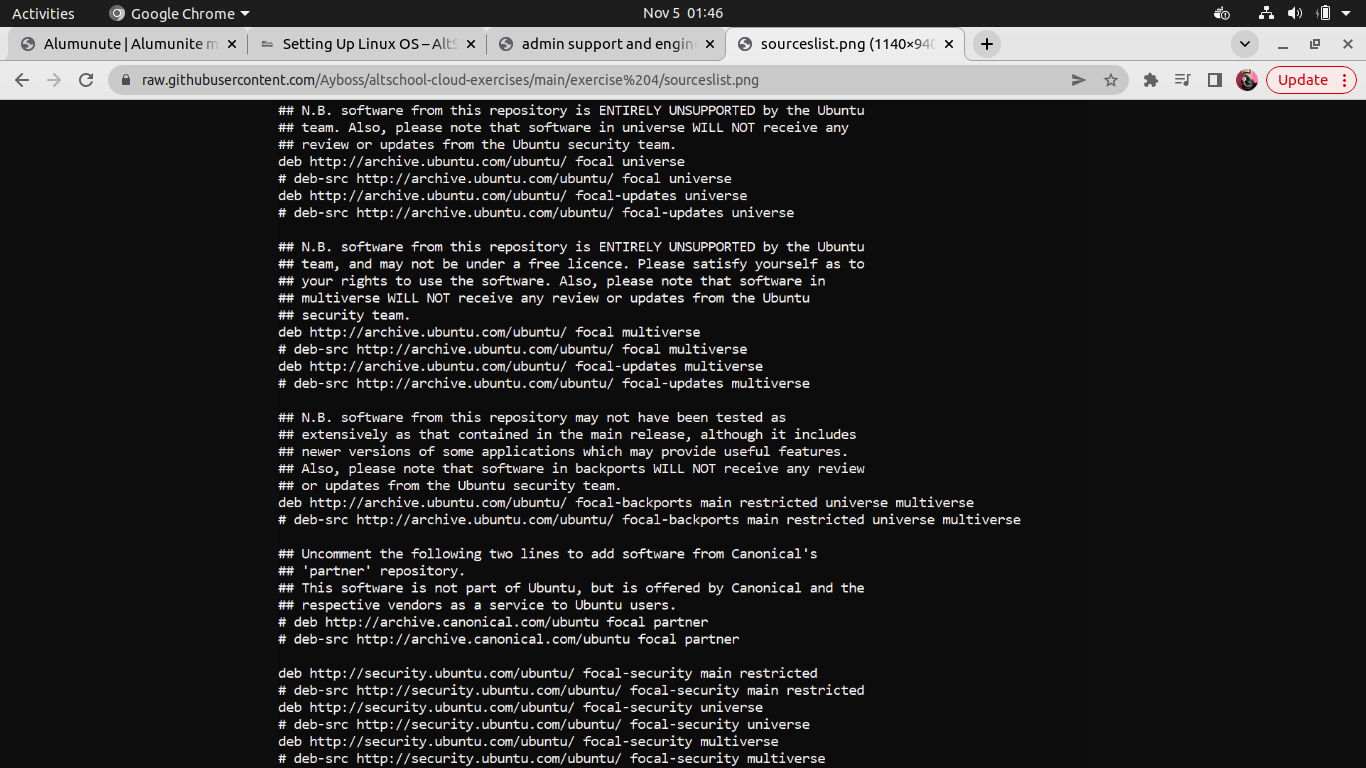 Activities
Google Chrome
Nov 5 01:46
Alumunute | Alumunite m
Setting Up Linux OS – AltS
admin support and engin
sourceslist.png (1140×940
raw.githubusercontent.com/Ayboss/altschool-cloud-exercises/main/exercise%204/sourceslist.png
Update
## N.B. software from this repository is ENTIRELY UNSUPPORTED by the Ubuntu
## team. Also, please note that software in universe WILL NOT receive any
## review or updates from the Ubuntu security team.
deb http://archive.ubuntu.com/ubuntu/ focal universe
# deb-src http://archive.ubuntu.com/ubuntu/ focal universe
deb http://archive.ubuntu.com/ubuntu/ focal-updates universe
# deb-src http://archive.ubuntu.com/ubuntu/ focal-updates universe
## N.B. software from this repository is ENTIRELY UNSUPPORTED by the Ubuntu
## team, and may not be under a free licence. Please satisfy yourself as to
## your rights to use the software. Also, please note that software in
## multiverse WILL NOT receive any review or updates from the Ubuntu
## security team.
deb http://archive.ubuntu.com/ubuntu/ focal multiverse
# deb-src http://archive.ubuntu.com/ubuntu/ focal multiverse
deb http://archive.ubuntu.com/ubuntu/ focal-updates multiverse
# deb-src http://archive.ubuntu.com/ubuntu/ focal-updates multiverse
## N.B. software from this repository may not have been tested as
## extensively as that contained in the main release, although it includes
## newer versions of some applications which may provide useful features.
## Also, please note that software in backports WILL NOT receive any review
## or updates from the Ubuntu security team.
deb http://archive.ubuntu.com/ubuntu/ focal-backports main restricted universe multiverse
# deb-src http://archive.ubuntu.com/ubuntu/ focal-backports main restricted universe multiverse
## Uncomment the following two lines to add software from Canonical's
## 'partner' repository.
## This software is not part of Ubuntu, but is offered by Canonical and the
## respective vendors as a service to Ubuntu users.
# deb http://archive.canonical.com/ubuntu focal partner
# deb-src http://archive.canonical.com/ubuntu focal partner
deb http://security.ubuntu.com/ubuntu/ focal-security main restricted
# deb-src http://security.ubuntu.com/ubuntu/ focal-security main restricted
deb http://security.ubuntu.com/ubuntu/ focal-security universe
# deb-src http://security.ubuntu.com/ubuntu/ focal-security universe
deb http://security.ubuntu.com/ubuntu/ focal-security multiverse
# deb-src http://security.ubuntu.com/ubuntu/ focal-security multiverse